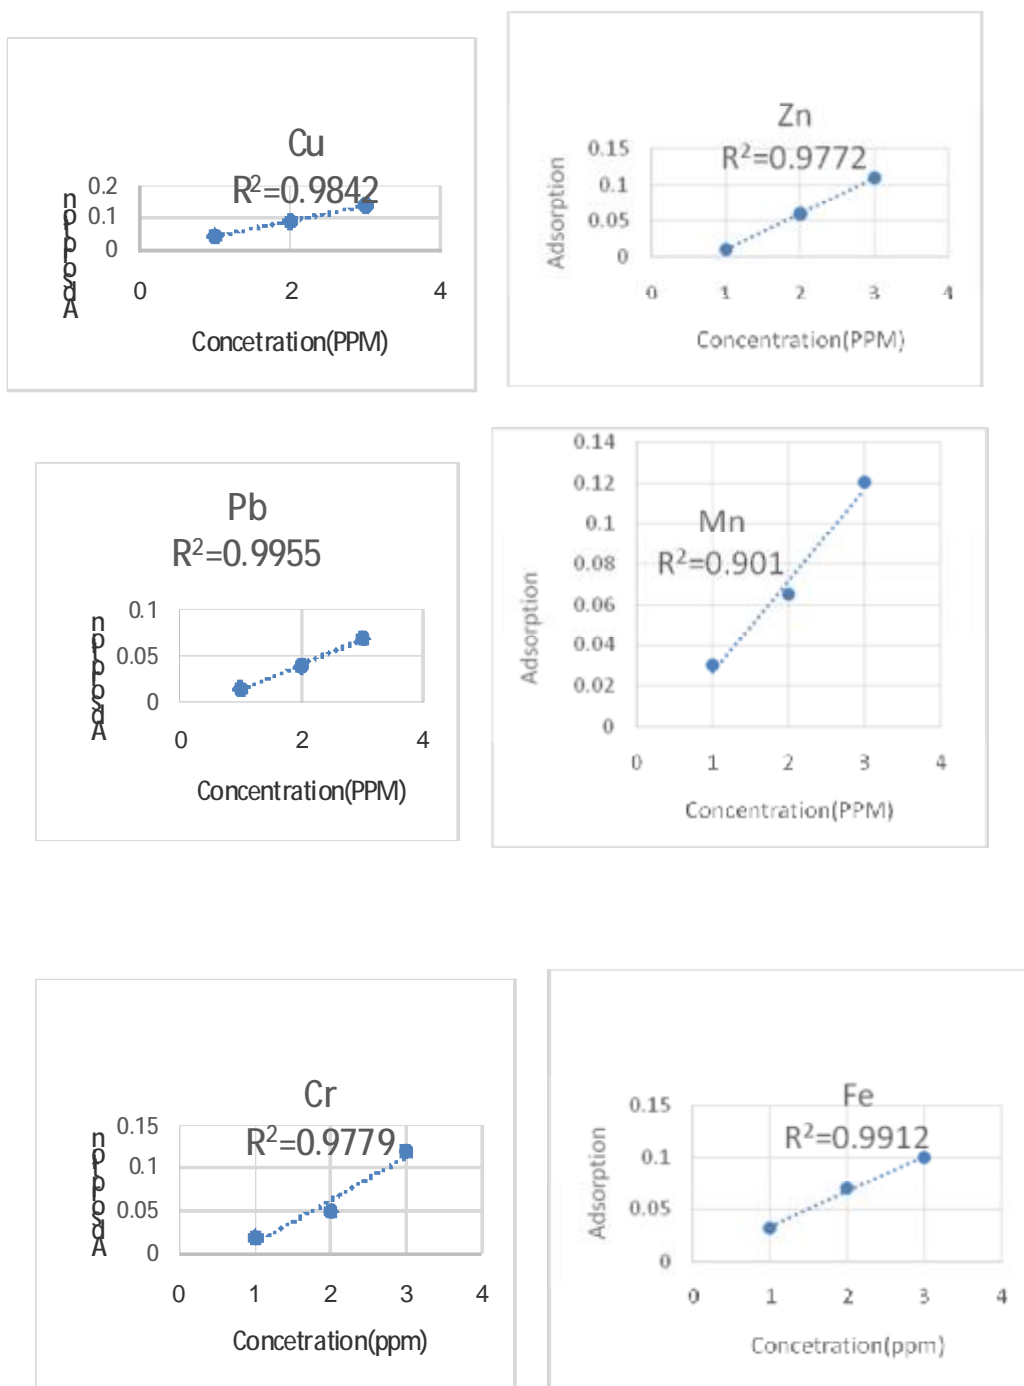 Cu
R²=0.9842
0.2
0.1
0
Adsorption
0 2 4
Concetration(PPM)
Zn
R²=0.9772
0.15
0.1
0.05
0
Adsorption
0 1 2 3 4
Concentration(PPM)
Pb
R²=0.9955
0.1
0.05
0
Adsorption
0 2 4
Concentration(PPM)
0.14
0.12
0.1
0.08
0.06
0.04
0.02
0
Mn
R²=0.901
Adsorption
0 1 2 3 4
Concentration(PPM)
Cr
R²=0.9779
0.15
0.1
0.05
0
Adsorption
0 1 2 3 4
Concetration(ppm)
Fe
R²=0.9912
0.15
0.1
0.05
0
Adsorption
0 1 2 3 4
Concetration(ppm)